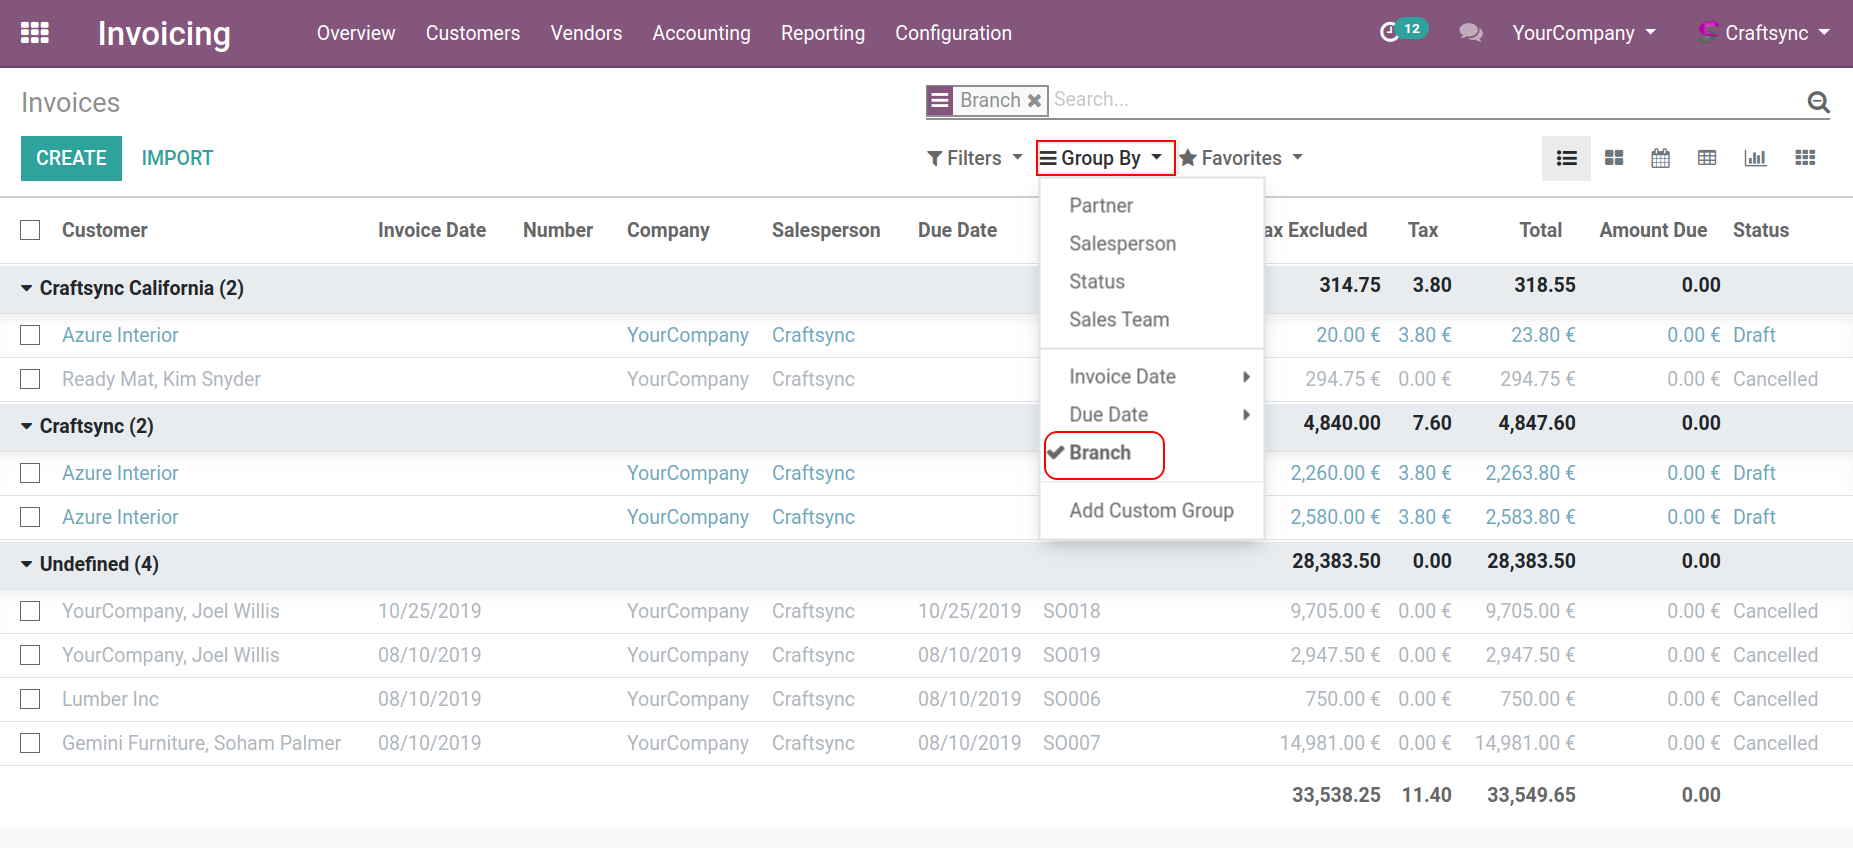 Invoicing Overview Customers Vendors Accounting Reporting Configuration 12 YourCompany Craftsync
Invoices Branch Search...
CREATE IMPORT Filters Group By Favorites
Partner
Salesperson
Status
Sales Team
Invoice Date
Due Date
Branch
Add Custom Group
Customer Invoice Date Number Company Salesperson Due Date ax Excluded Tax Total Amount Due Status
Craftsync California (2) 314.75 3.80 318.55 0.00
Azure Interior YourCompany Craftsync 20.00 € 3.80 € 23.80 € 0.00 € Draft
Ready Mat, Kim Snyder YourCompany Craftsync 294.75 € 0.00 € 294.75 € 0.00 € Cancelled
Craftsync (2) 4,840.00 7.60 4,847.60 0.00
Azure Interior YourCompany Craftsync 2,260.00 € 3.80 € 2,263.80 € 0.00 € Draft
Azure Interior YourCompany Craftsync 2,580.00 € 3.80 € 2,583.80 € 0.00 € Draft
Undefined (4) 28,383.50 0.00 28,383.50 0.00
YourCompany, Joel Willis 10/25/2019 YourCompany Craftsync 10/25/2019 SO018 9,705.00 € 0.00 € 9,705.00 € 0.00 € Cancelled
YourCompany, Joel Willis 08/10/2019 YourCompany Craftsync 08/10/2019 SO019 2,947.50 € 0.00 € 2,947.50 € 0.00 € Cancelled
Lumber Inc 08/10/2019 YourCompany Craftsync 08/10/2019 SO006 750.00 € 0.00 € 750.00 € 0.00 € Cancelled
Gemini Furniture, Soham Palmer 08/10/2019 YourCompany Craftsync 08/10/2019 SO007 14,981.00 € 0.00 € 14,981.00 € 0.00 € Cancelled
33,538.25 11.40 33,549.65 0.00